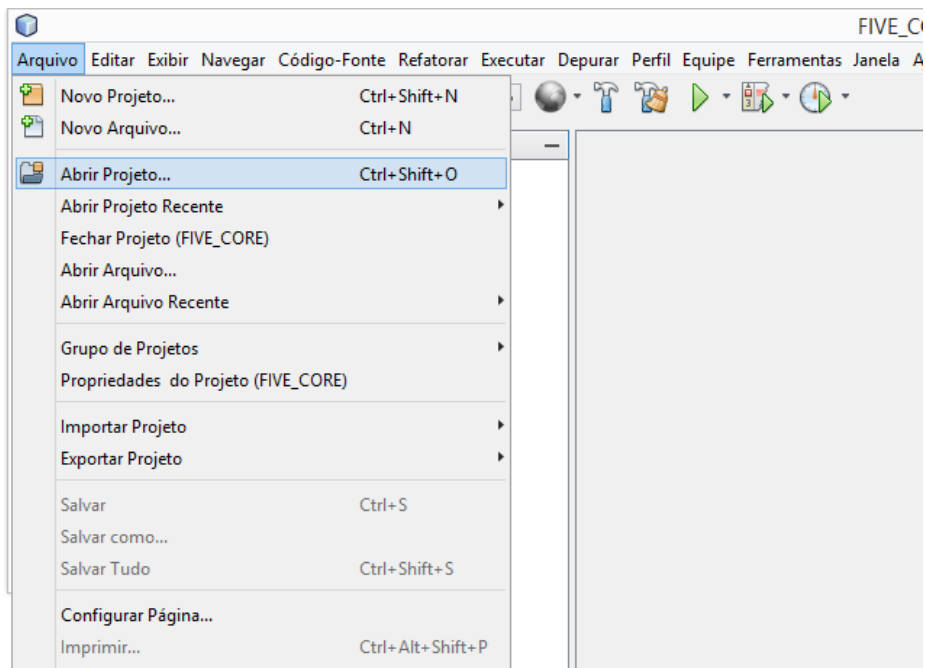 FIVE_C
Arquivo Editar Exibir Navegar Código-Fonte Refatorar Executar Depurar Perfil Equipe Ferramentas Janela A
Novo Projeto... Ctrl+Shift+N
Novo Arquivo... Ctrl+N
Abrir Projeto... Ctrl+Shift+O
Abrir Projeto Recente
Fechar Projeto (FIVE_CORE)
Abrir Arquivo...
Abrir Arquivo Recente
Grupo de Projetos
Propriedades do Projeto (FIVE_CORE)
Importar Projeto
Exportar Projeto
Salvar Ctrl+S
Salvar como...
Salvar Tudo Ctrl+Shift+S
Configurar Página...
Imprimir... Ctrl+Alt+Shift+P